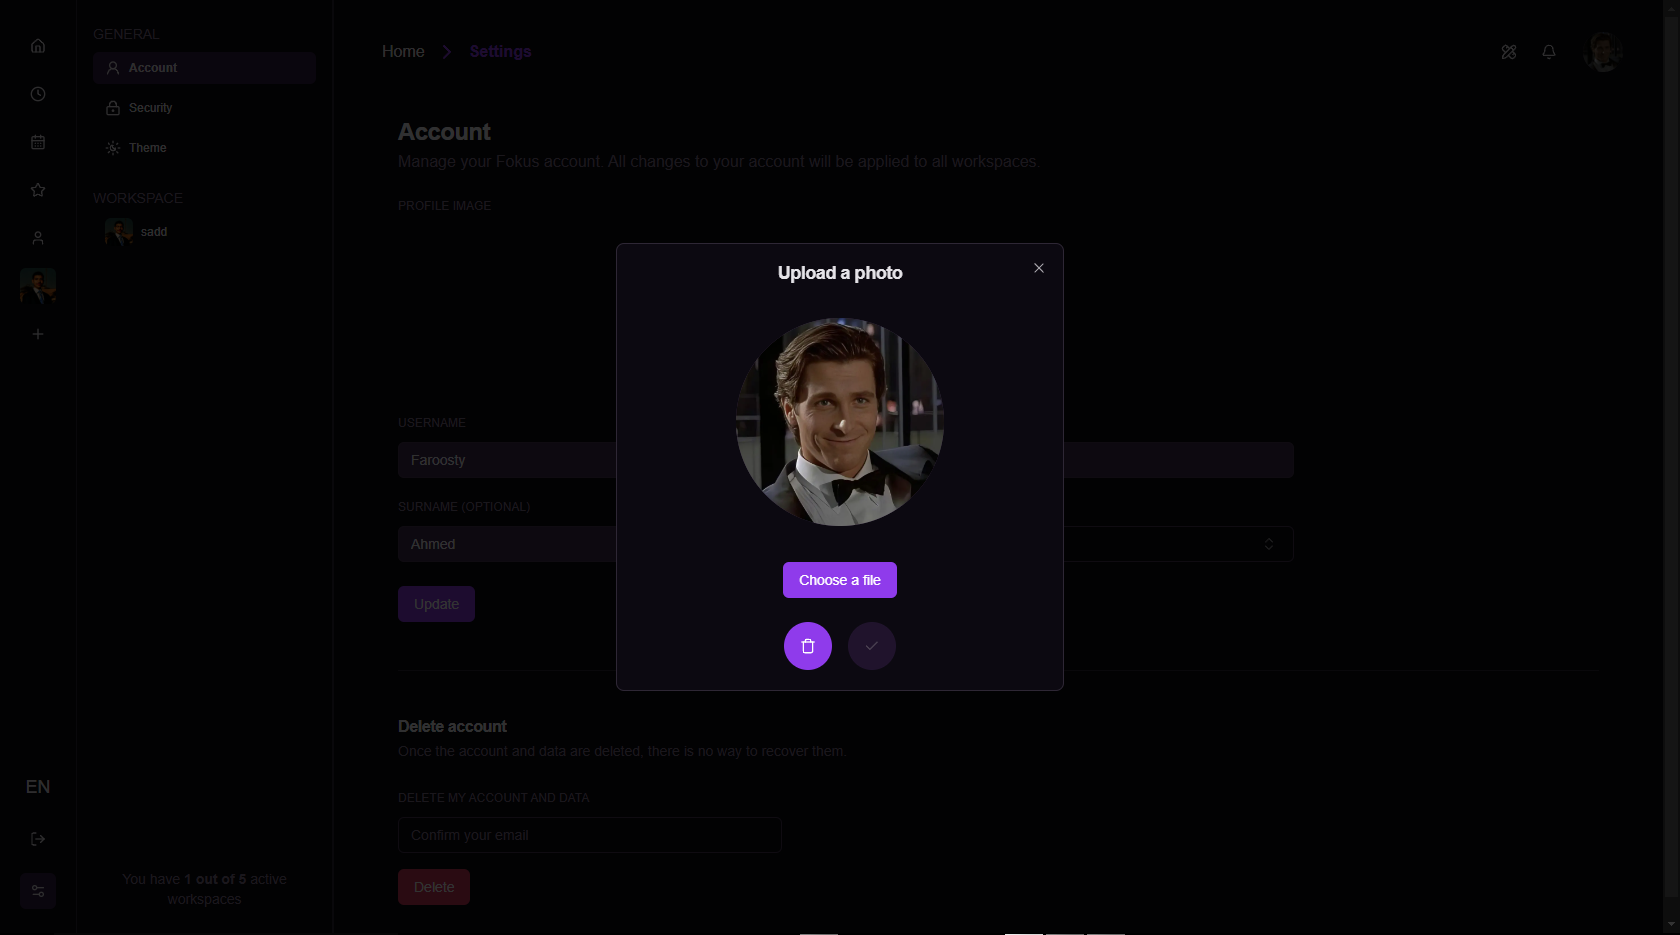 GENERAL
Account
Security
Theme
WORKSPACE
sadd
EN
You have 1 out of 5 active
workspaces
Home
Settings
Account
Manage your Fokus account. All changes to your account will be applied to all workspaces.
PROFILE IMAGE
USERNAME
Faroosty
SURNAME (OPTIONAL)
Ahmed
Update
Upload a photo
Choose a file
Delete account
Once the account and data are deleted, there is no way to recover them.
DELETE MY ACCOUNT AND DATA
Confirm your email
Delete